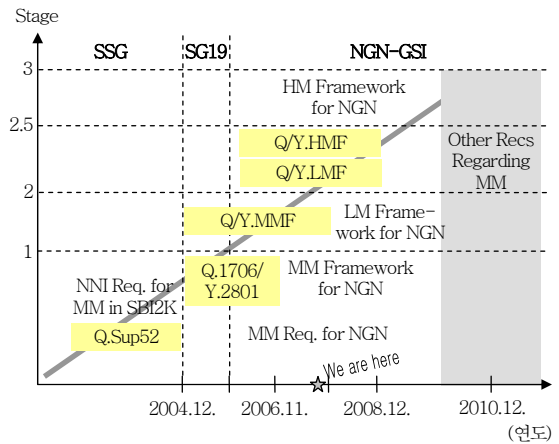 Stage
SSG
SG19
NGN-GSI
3
HM Framework
for NGN
2.5
Q/Y.HMF
Other Recs
Regarding
MM
Q/Y.LMF
2
Q/Y.MMF
LM Frame-
work for NGN
1
Q.1706/
Y.2801
MM Framework
for NGN
NNI Req. for
MM in SBI2K
Q.Sup52
MM Req. for NGN
We are here
2004.12.
2006.11.
2008.12.
2010.12.
(연도)